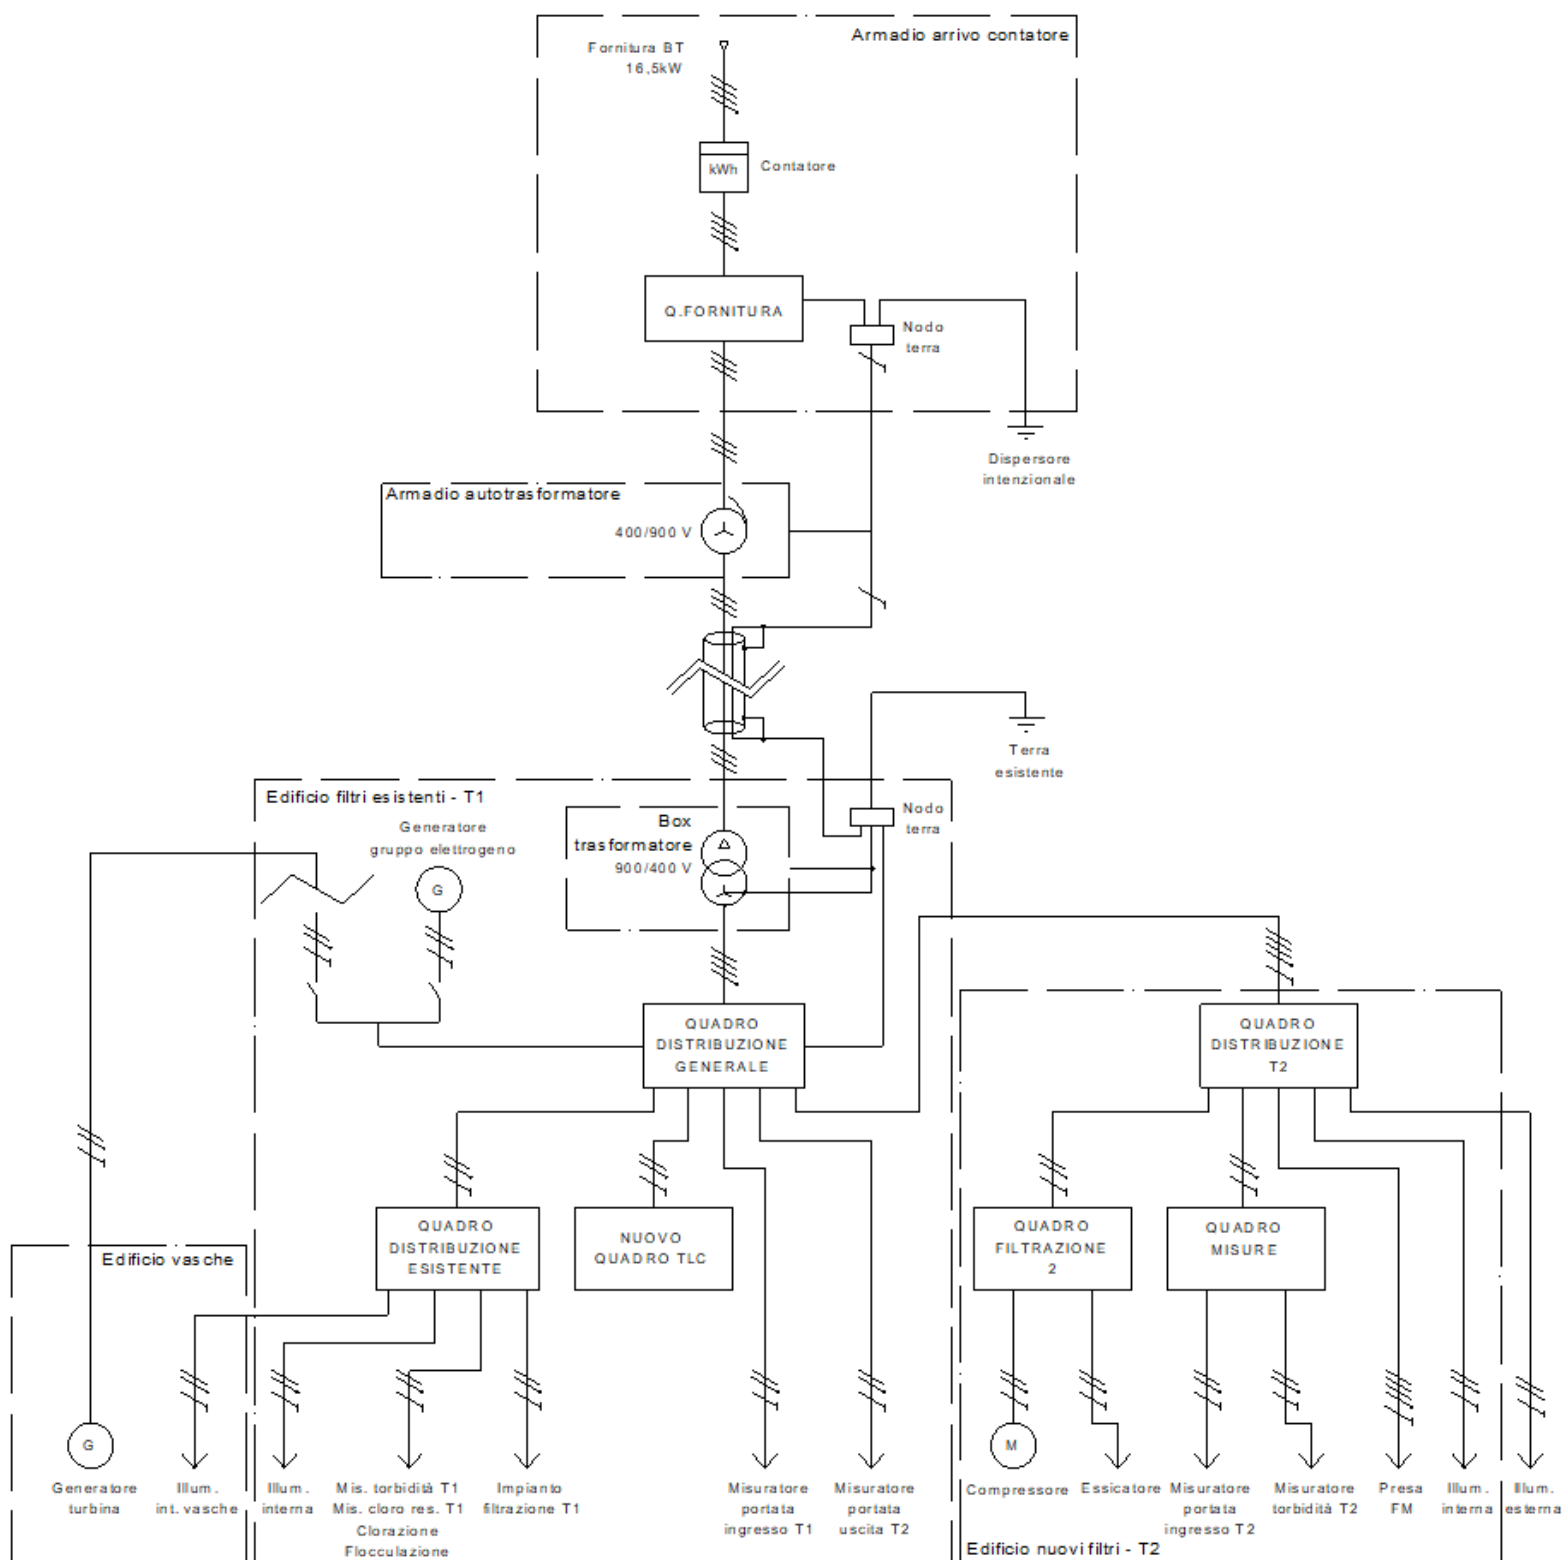 Armadio arrivo contatore
Fornitura BT
16,5kW
kWh
Contatore
Q.FORNITURA
Nodo
terra
Dispersore
intenzionale
Armadio autotrasformatore
400/900 V
Terra
esistente
Edificio filtri esistenti - T1
Generatore
gruppo elettrogeno
G
Box
trasformatore
900/400 V
Nodo
terra
QUADRO
DISTRIBUZIONE
GENERALE
QUADRO
DISTRIBUZIONE
T2
QUADRO
DISTRIBUZIONE
ESISTENTE
NUOVO
QUADRO TLC
QUADRO
FILTRAZIONE
2
QUADRO
MISURE
Edificio vasche
G
Generatore
turbina
Illum.
int. vasche
Illum.
interna
Mis. torbidità T1
Mis. cloro res. T1
Clorazione
Flocculazione
Impianto
filtrazione T1
Misuratore
portata
ingresso T1
Misuratore
portata
uscita T2
M
Compressore
Essicatore
Misuratore
portata
ingresso T2
Misuratore
torbidità T2
Presa
FM
Illum.
interna
Illum.
esterna
Edificio nuovi filtri - T2